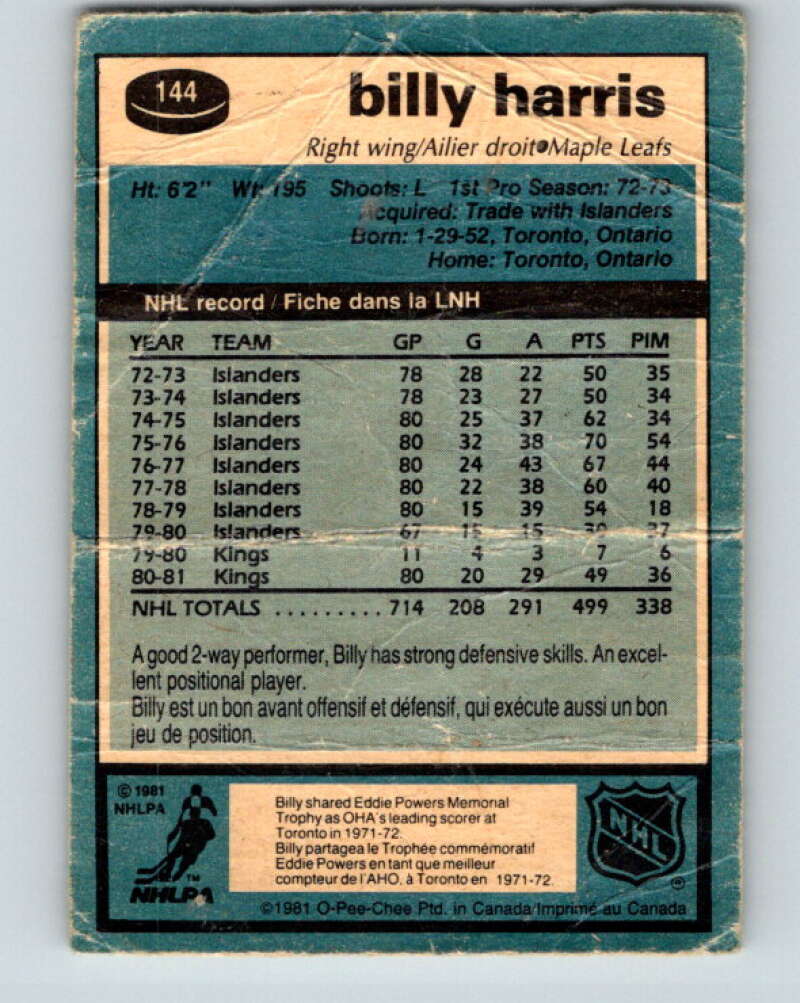 144
billy harris
Right wing/Ailier droit•Maple Leafs
Ht: 6'2" Wt: 195 Shoots: L 1st Pro Season: 72-73
Acquired: Trade with Islanders
Born: 1-29-52, Toronto, Ontario
Home: Toronto, Ontario
NHL record / Fiche dans la LNH
YEAR TEAM GP G A PTS PIM
72-73 Islanders 78 28 22 50 35
73-74 Islanders 78 23 27 50 34
74-75 Islanders 80 25 37 62 34
75-76 Islanders 80 32 38 70 54
76-77 Islanders 80 24 43 67 44
77-78 Islanders 80 22 38 60 40
78-79 Islanders 80 15 39 54 18
79-80 Islanders 67 15 15 30 37
79-80 Kings 11 4 3 7 6
80-81 Kings 80 20 29 49 36
NHL TOTALS ......... 714 208 291 499 338
A good 2-way performer, Billy has strong defensive skills. An excel-
lent positional player.
Billy est un bon avant offensif et défensif, qui exécute aussi un bon
jeu de position.
© 1981
NHLPA
TM
NHLPA
Billy shared Eddie Powers Memorial
Trophy as OHA's leading scorer at
Toronto in 1971-72.
Billy partagea le Trophée commémoratif
Eddie Powers en tant que meilleur
compteur de l'AHO, à Toronto en 1971-72.
NHL
®
©1981 O-Pee-Chee Ptd. in Canada/Imprimé au Canada